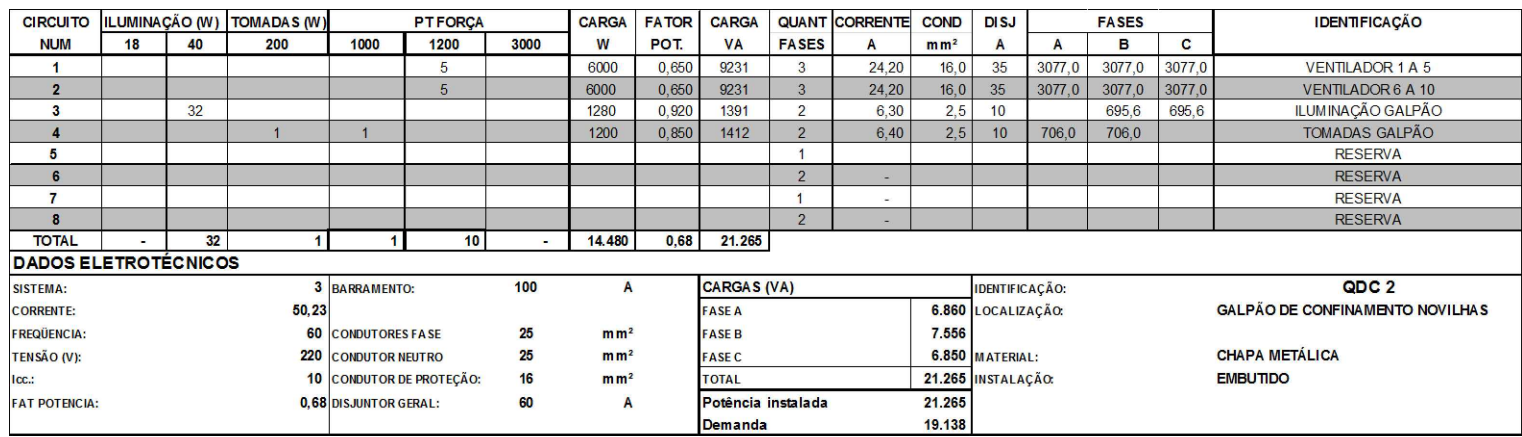 CIRCUITO ILUMINAÇÃO (W) TOMADAS (W) PT FORÇA CARGA FATOR CARGA QUANT CORRENTE COND DISJ FASES IDENTIFICAÇÃO
NUM 18 40 200 1000 1200 3000 W POT. VA FASES A mm² A A B C
1 5 6000 0,650 9231 3 24,20 16,0 35 3077,0 3077,0 3077,0 VENTILADOR 1 A 5
2 5 6000 0,650 9231 3 24,20 16,0 35 3077,0 3077,0 3077,0 VENTILADOR 6 A 10
3 32 1280 0,920 1391 2 6,30 2,5 10 695,6 695,6 ILUMINAÇÃO GALPÃO
4 1 1 1200 0,850 1412 2 6,40 2,5 10 706,0 706,0 TOMADAS GALPÃO
5 1 RESERVA
6 2 - RESERVA
7 1 - RESERVA
8 2 - RESERVA
TOTAL - 32 1 1 10 - 14.480 0,68 21.265
DADOS ELETROTÉCNICOS
SISTEMA: 3 BARRAMENTO: 100 A CARGAS (VA) IDENTIFICAÇÃO: QDC 2
CORRENTE: 50,23 FASE A 6.860 LOCALIZAÇÃO: GALPÃO DE CONFINAMENTO NOVILHAS
FREQÜENCIA: 60 CONDUTORES FASE 25 mm² FASE B 7.556
TENSÃO (V): 220 CONDUTOR NEUTRO 25 mm² FASE C 6.850 MATERIAL: CHAPA METÁLICA
Icc.: 10 CONDUTOR DE PROTEÇÃO: 16 mm² TOTAL 21.265 INSTALAÇÃO: EMBUTIDO
FAT POTENCIA: 0,68 DISJUNTOR GERAL: 60 A Potência instalada 21.265
Demanda 19.138